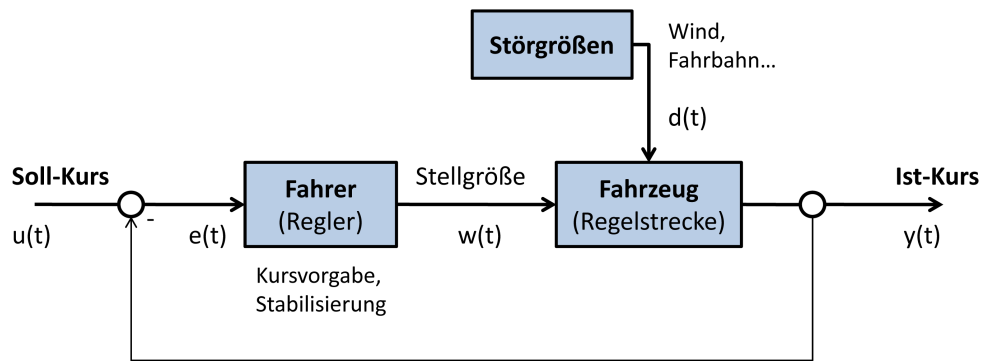 Störgrößen
Wind,
Fahrbahn...
d(t)
Soll-Kurs
u(t)
-
e(t)
Fahrer
(Regler)
Kursvorgabe,
Stabilisierung
Stellgröße
w(t)
Fahrzeug
(Regelstrecke)
Ist-Kurs
y(t)